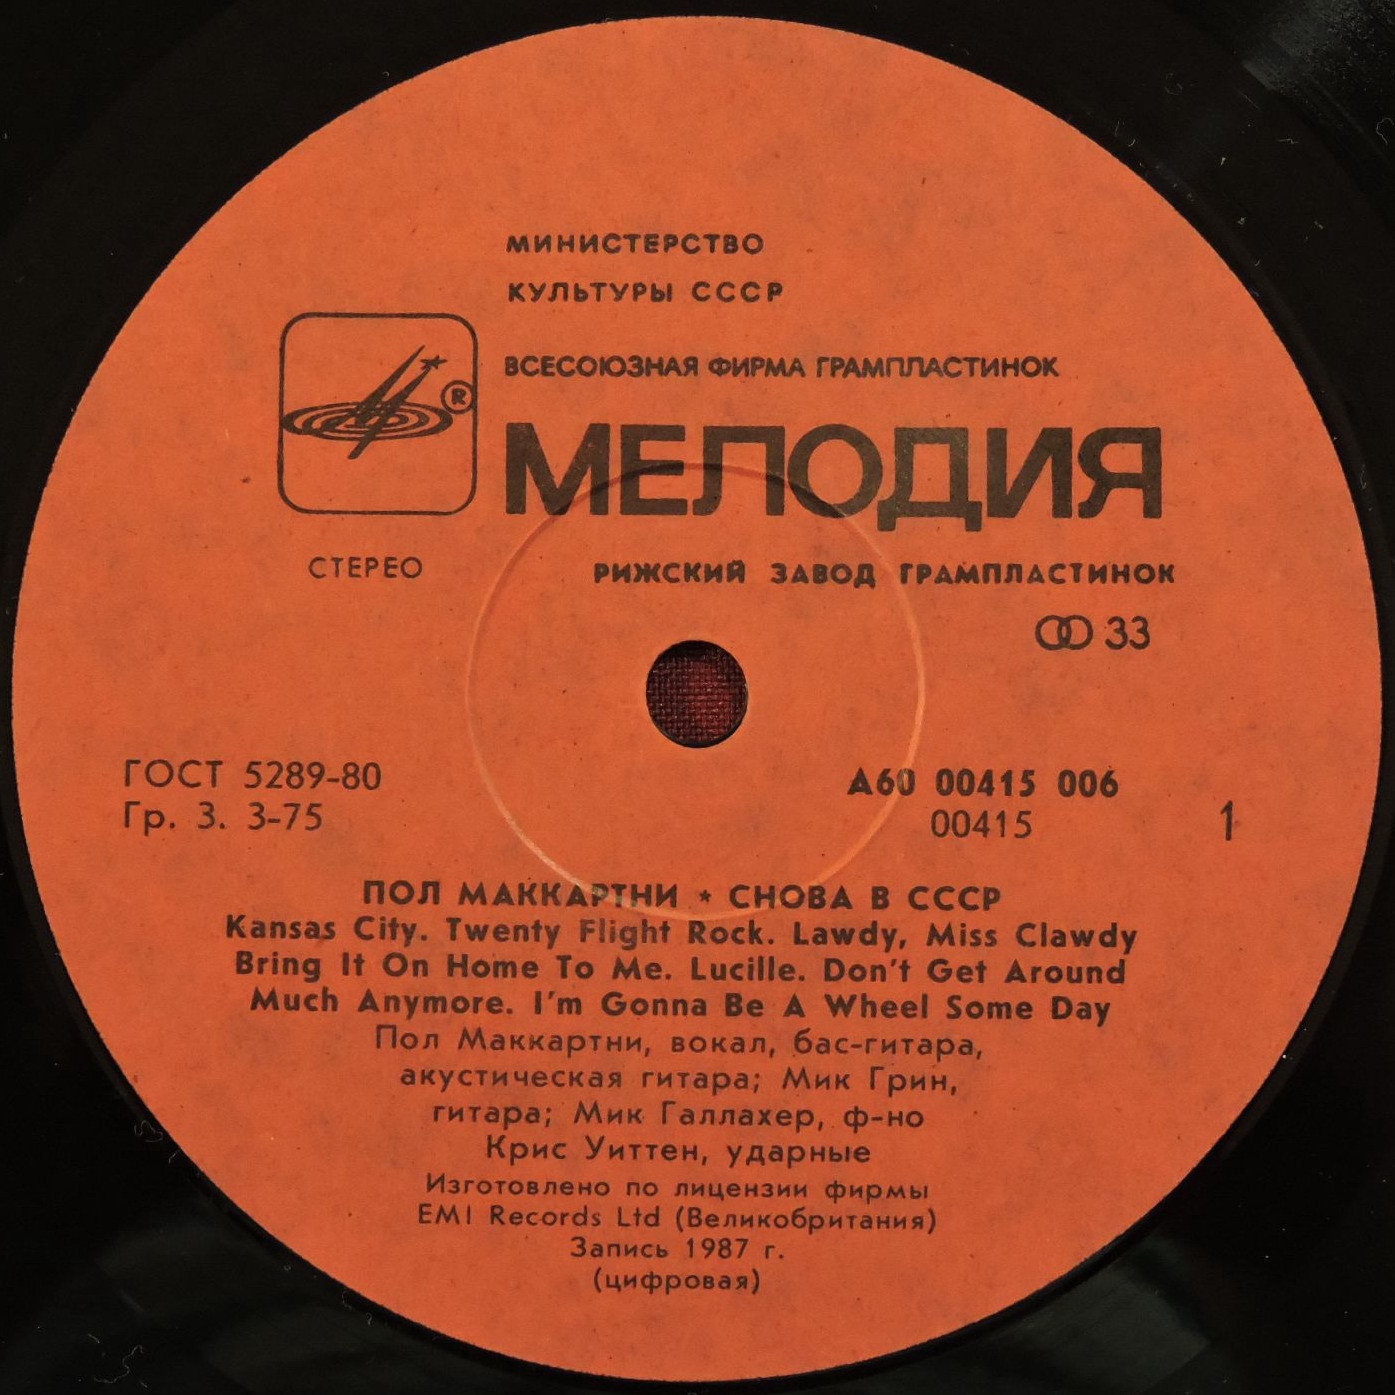 МИНИСТЕРСТВО
КУЛЬТУРЫ СССР
ВСЕСОЮЗНАЯ ФИРМА ГРАМПЛАСТИНОК
®
МЕЛОДИЯ
СТЕРЕО
РИЖСКИЙ ЗАВОД ГРАМПЛАСТИНОК
33
ГОСТ 5289-80
Гр. 3. 3-75
А60 00415 006
00415
1
ПОЛ МАККАРТНИ * СНОВА В СССР
Kansas City. Twenty Flight Rock. Lawdy, Miss Clawdy
Bring It On Home To Me. Lucille. Don't Get Around
Much Anymore. I'm Gonna Be A Wheel Some Day
Пол Маккартни, вокал, бас-гитара,
акустическая гитара; Мик Грин,
гитара; Мик Галлахер, ф-но
Крис Уиттен, ударные
Изготовлено по лицензии фирмы
EMI Records Ltd (Великобритания)
Запись 1987 г.
(цифровая)